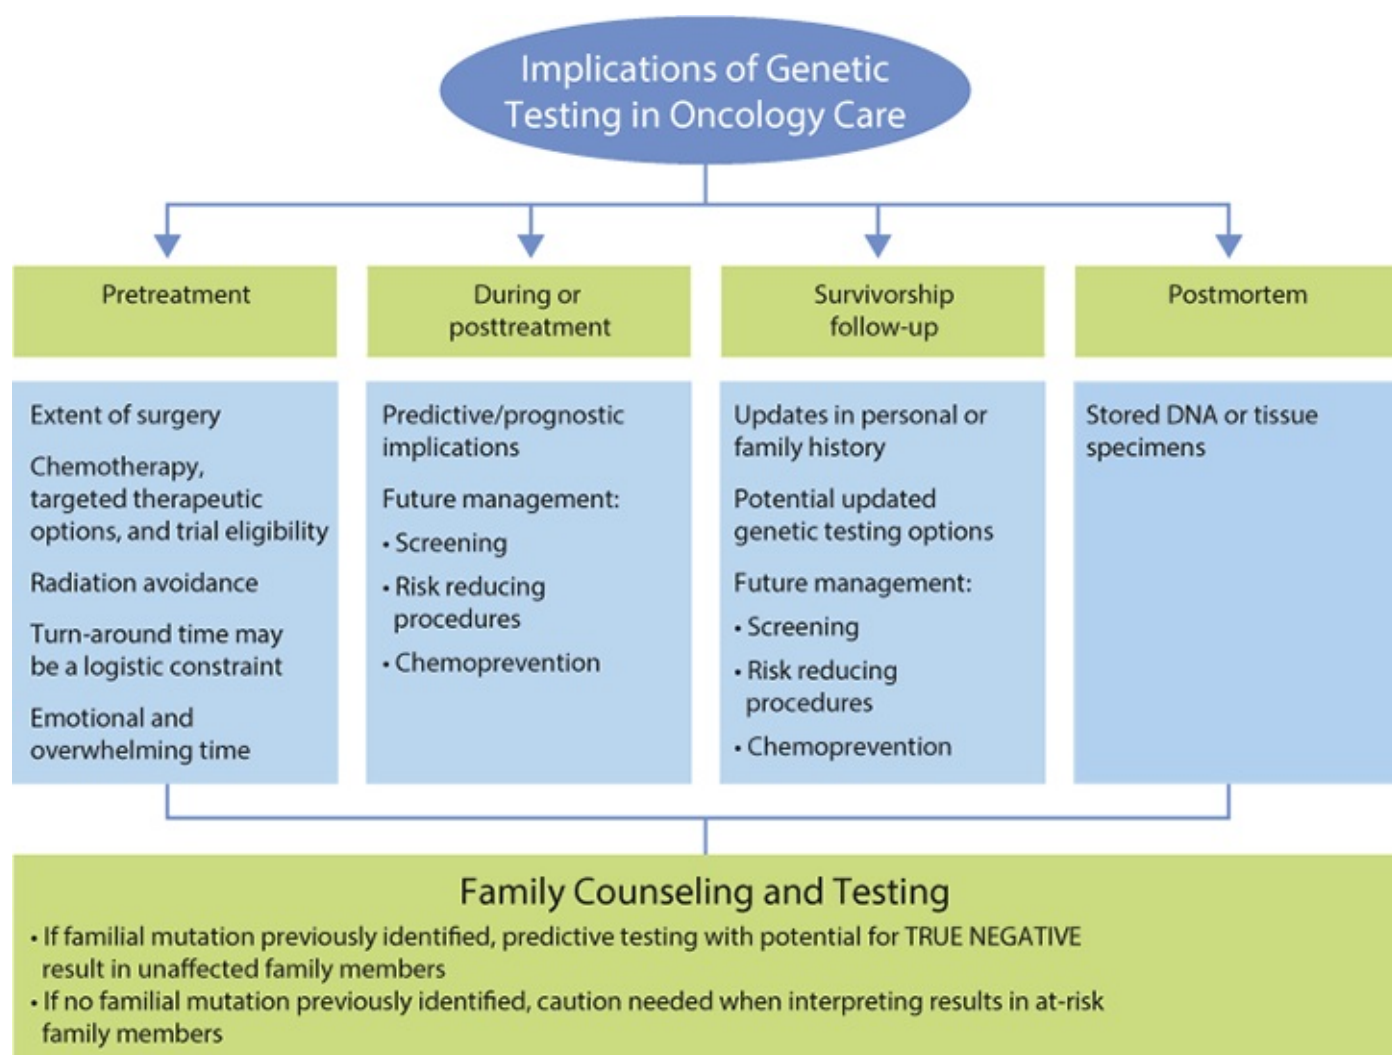 Implications of Genetic
Testing in Oncology Care
Pretreatment
During or
posttreatment
Survivorship
follow-up
Postmortem
Extent of surgery
Chemotherapy,
targeted therapeutic
options, and trial eligibility
Radiation avoidance
Turn-around time may
be a logistic constraint
Emotional and
overwhelming time
Predictive/prognostic
implications
Future management:
• Screening
• Risk reducing
procedures
• Chemoprevention
Updates in personal or
family history
Potential updated
genetic testing options
Future management:
• Screening
• Risk reducing
procedures
• Chemoprevention
Stored DNA or tissue
specimens
Family Counseling and Testing
• If familial mutation previously identified, predictive testing with potential for TRUE NEGATIVE
result in unaffected family members
• If no familial mutation previously identified, caution needed when interpreting results in at-risk
family members